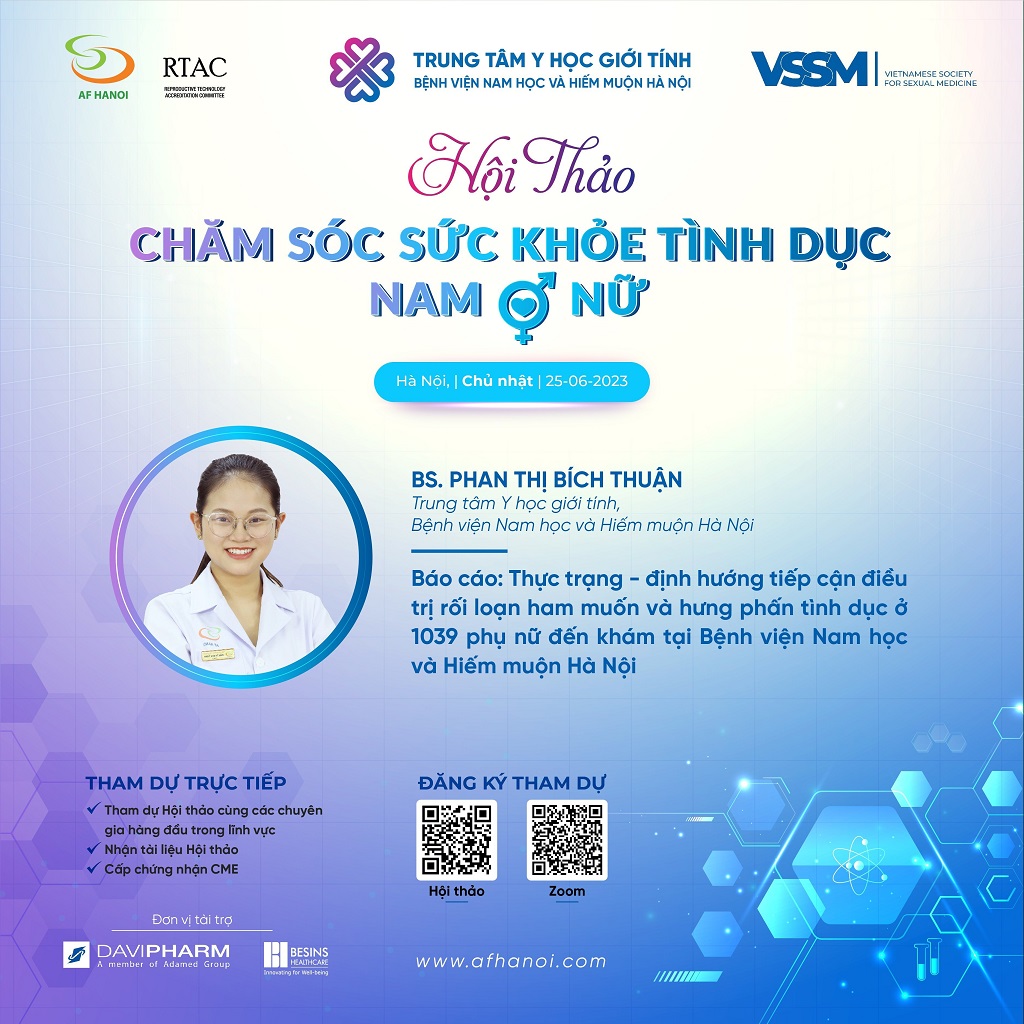 AF HANOI
RTAC
REPRODUCTIVE TECHNOLOGY
ACCREDITATION COMMITTEE
TRUNG TÂM Y HỌC GIỚI TÍNH
BỆNH VIỆN NAM HỌC VÀ HIẾM MUỘN HÀ NỘI
VSSM
VIETNAMESE SOCIETY
FOR SEXUAL MEDICINE
Hội Thảo
CHĂM SÓC SỨC KHỎE TÌNH DỤC
NAM NỮ
Hà Nội, | Chủ nhật | 25-06-2023
BS. PHAN THỊ BÍCH THUẬN
Trung tâm Y học giới tính,
Bệnh viện Nam học và Hiếm muộn Hà Nội
Báo cáo: Thực trạng - định hướng tiếp cận điều
trị rối loạn ham muốn và hưng phấn tình dục ở
1039 phụ nữ đến khám tại Bệnh viện Nam học
và Hiếm muộn Hà Nội
THAM DỰ TRỰC TIẾP
Tham dự Hội thảo cùng các chuyên
gia hàng đầu trong lĩnh vực
Nhận tài liệu Hội thảo
Cấp chứng nhận CME
ĐĂNG KÝ THAM DỰ
Hội thảo
Zoom
Đơn vị tài trợ
DAVIPHARM
A member of Adamed Group
BESINS
HEALTHCARE
Innovating for Well-being
www.afhanoi.com